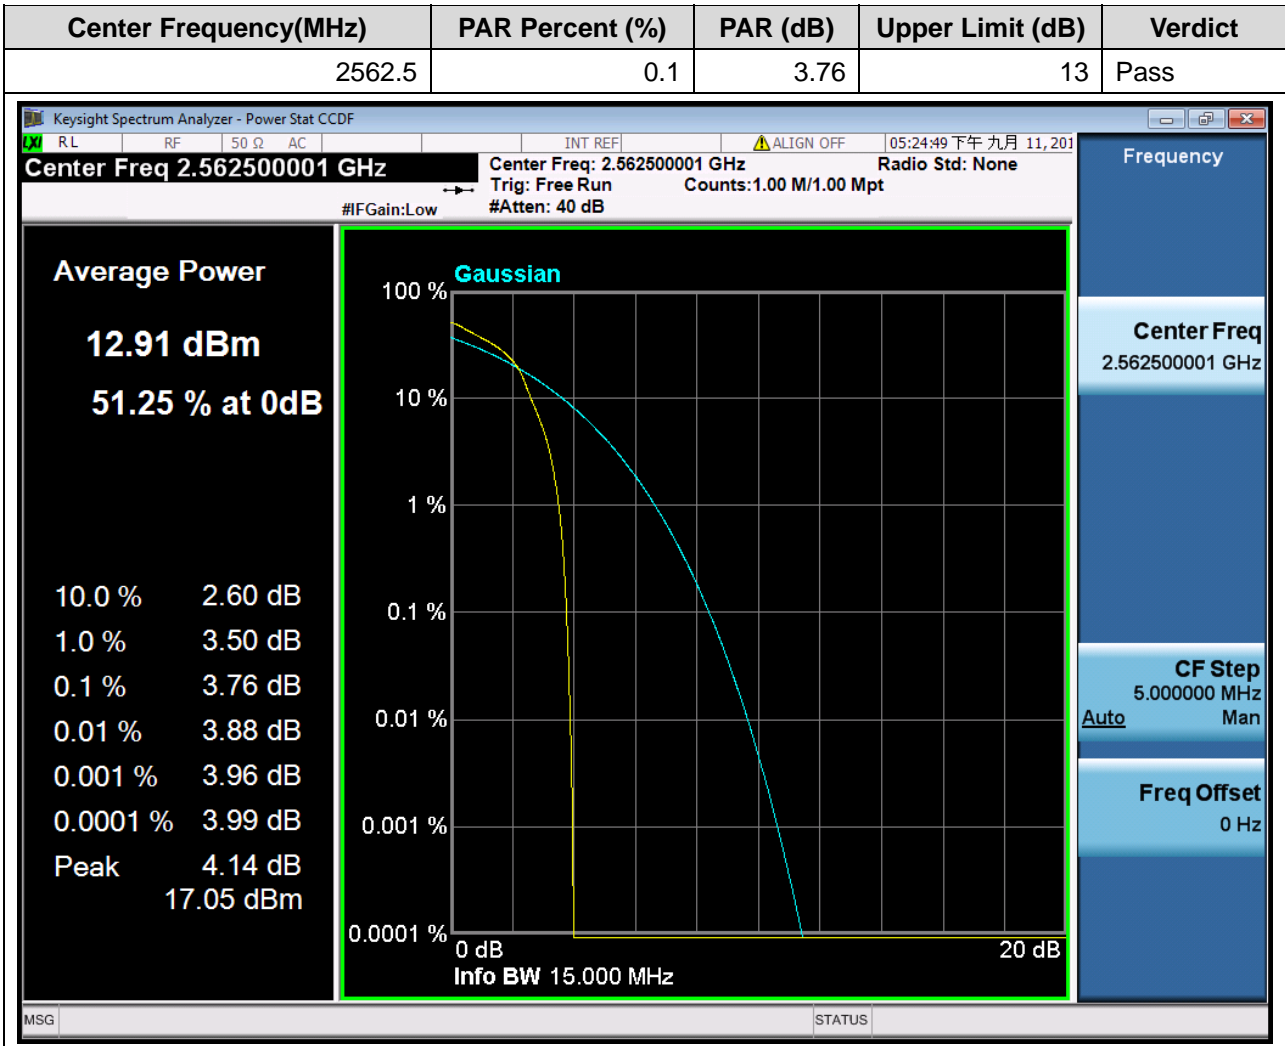 Center Frequency(MHz) PAR Percent (%) PAR (dB) Upper Limit (dB) Verdict
2562.5 0.1 3.76 13 Pass
Keysight Spectrum Analyzer - Power Stat CCDF
LXI RL RF 50 Ω AC INT REF ALIGN OFF 05:24:49 下午 九月 11, 201
Center Freq 2.562500001 GHz
Center Freq: 2.562500001 GHz Radio Std: None
Trig: Free Run Counts:1.00 M/1.00 Mpt
#IFGain:Low #Atten: 40 dB
Average Power
12.91 dBm
51.25 % at 0dB
10.0 % 2.60 dB
1.0 % 3.50 dB
0.1 % 3.76 dB
0.01 % 3.88 dB
0.001 % 3.96 dB
0.0001 % 3.99 dB
Peak 4.14 dB
17.05 dBm
Gaussian
100 %
10 %
1 %
0.1 %
0.01 %
0.001 %
0.0001 %
0 dB 20 dB
Info BW 15.000 MHz
Frequency
Center Freq
2.562500001 GHz
CF Step
5.000000 MHz
Auto Man
Freq Offset
0 Hz
MSG STATUS